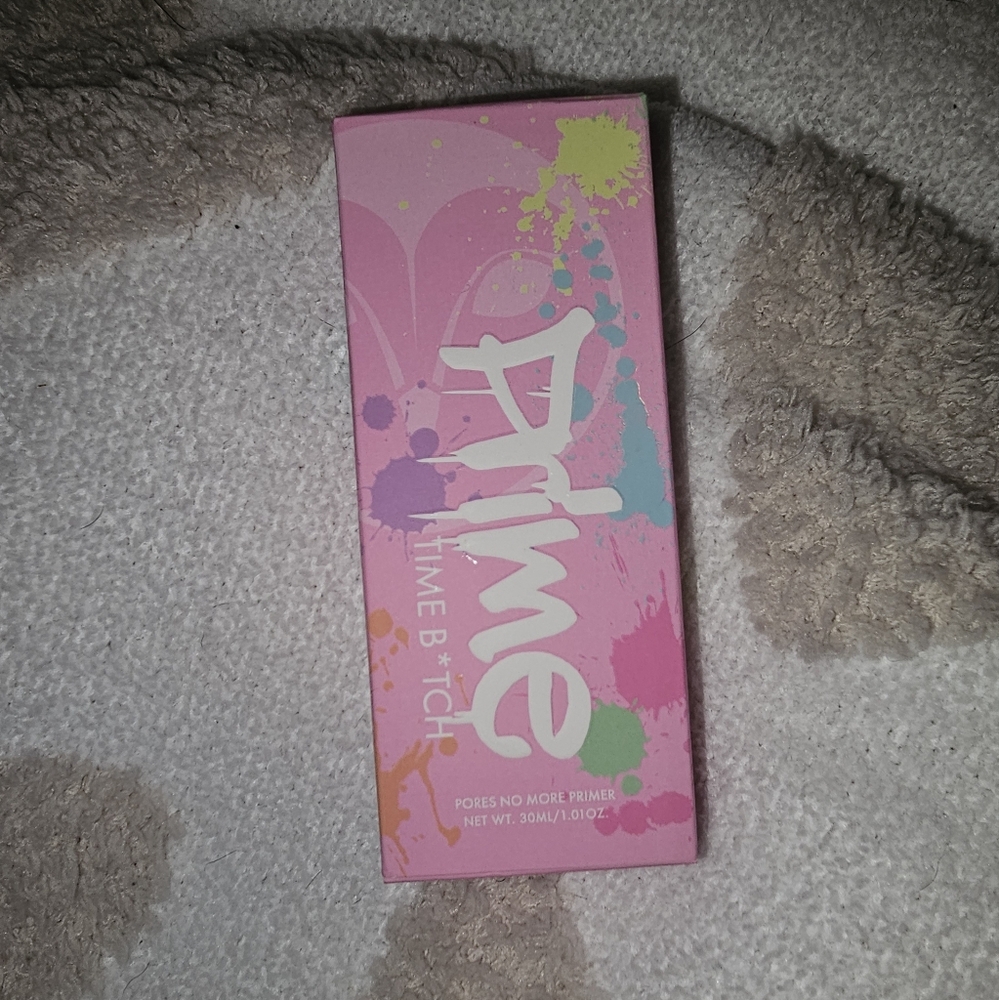 prime
TIME B*TCH
PORES NO MORE PRIMER
NET WT. 30ML/1.01OZ.